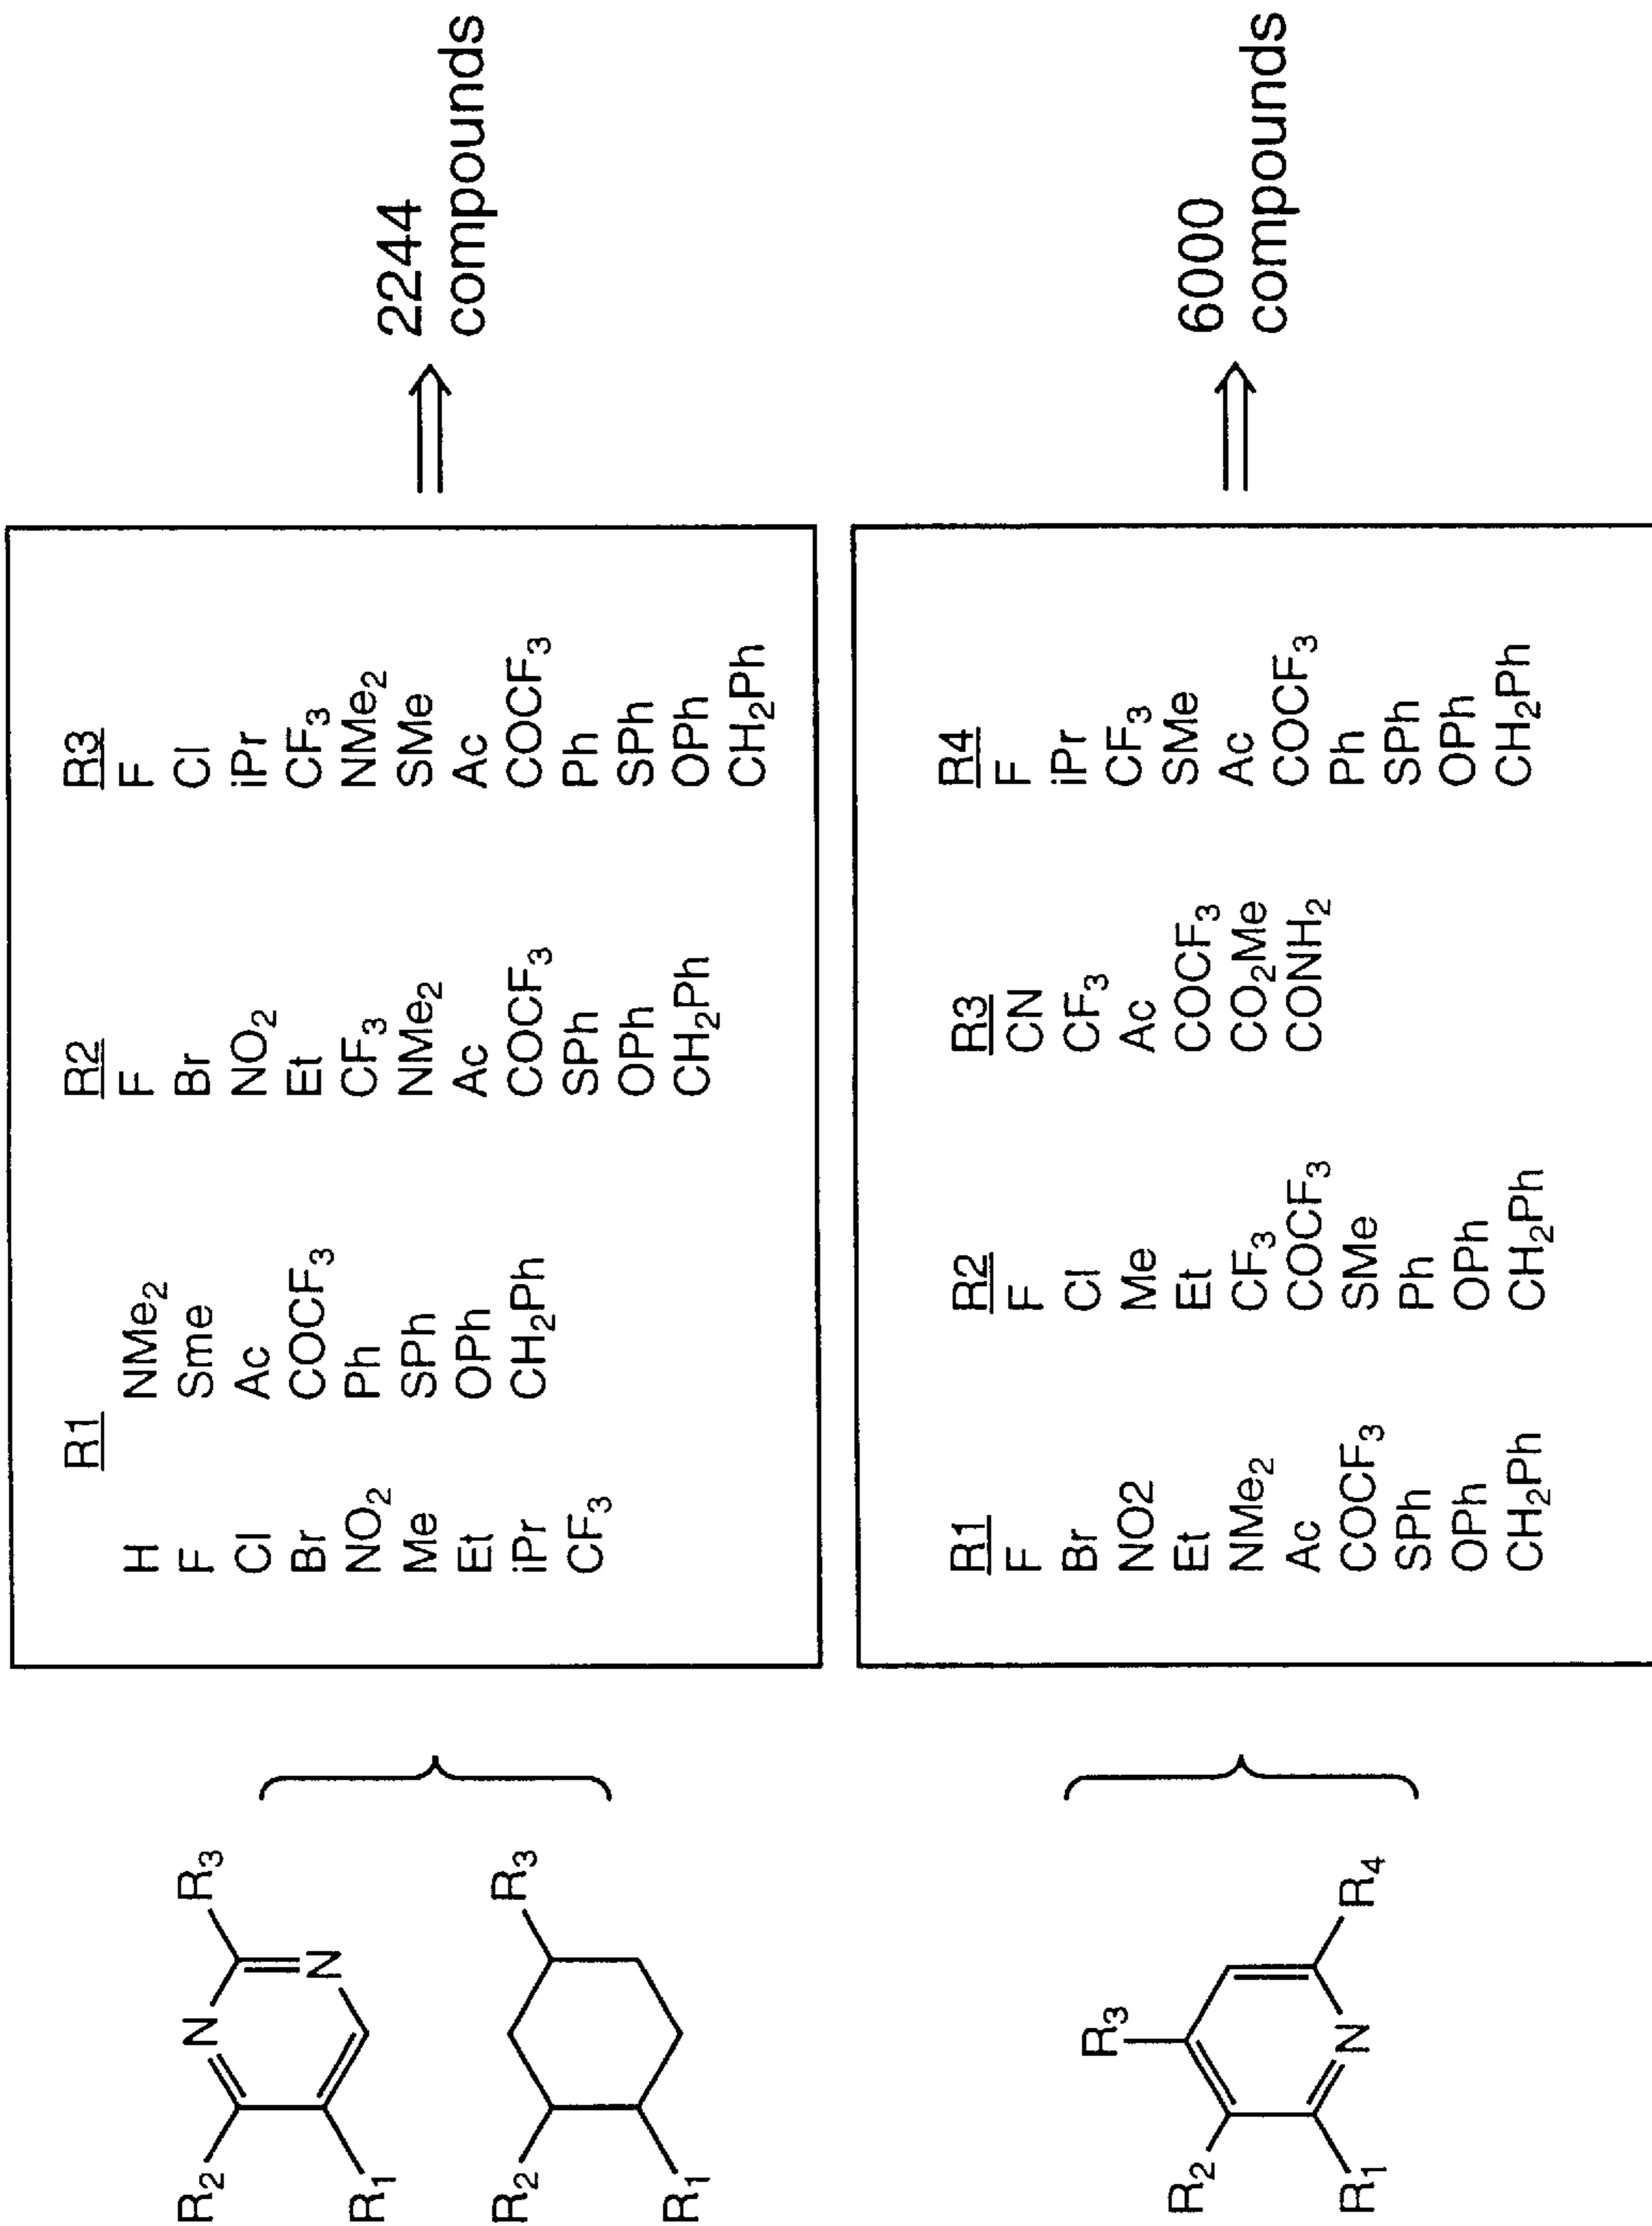 R₂
R₁
N
N
R₃
R₂
R₁
R₃
R1
H
F
Cl
Br
NO₂
Me
Et
iPr
CF₃
NMe₂
Sme
Ac
COCF₃
Ph
SPh
OPh
CH₂Ph
R2
F
Br
NO₂
Et
CF₃
NMe₂
Ac
COCF₃
SPh
OPh
CH₂Ph
R3
F
Cl
iPr
CF₃
NMe₂
SMe
Ac
COCF₃
Ph
SPh
OPh
CH₂Ph
2244
compounds
R₂
R₁
R₃
N
R₄
R1
F
Br
NO2
Et
NMe₂
Ac
COCF₃
SPh
OPh
CH₂Ph
R2
F
Cl
Me
Et
CF₃
COCF₃
SMe
Ph
OPh
CH₂Ph
R3
CN
CF₃
Ac
COCF₃
CO₂Me
CONH₂
R4
F
iPr
CF₃
SMe
Ac
COCF₃
Ph
SPh
OPh
CH₂Ph
6000
compounds